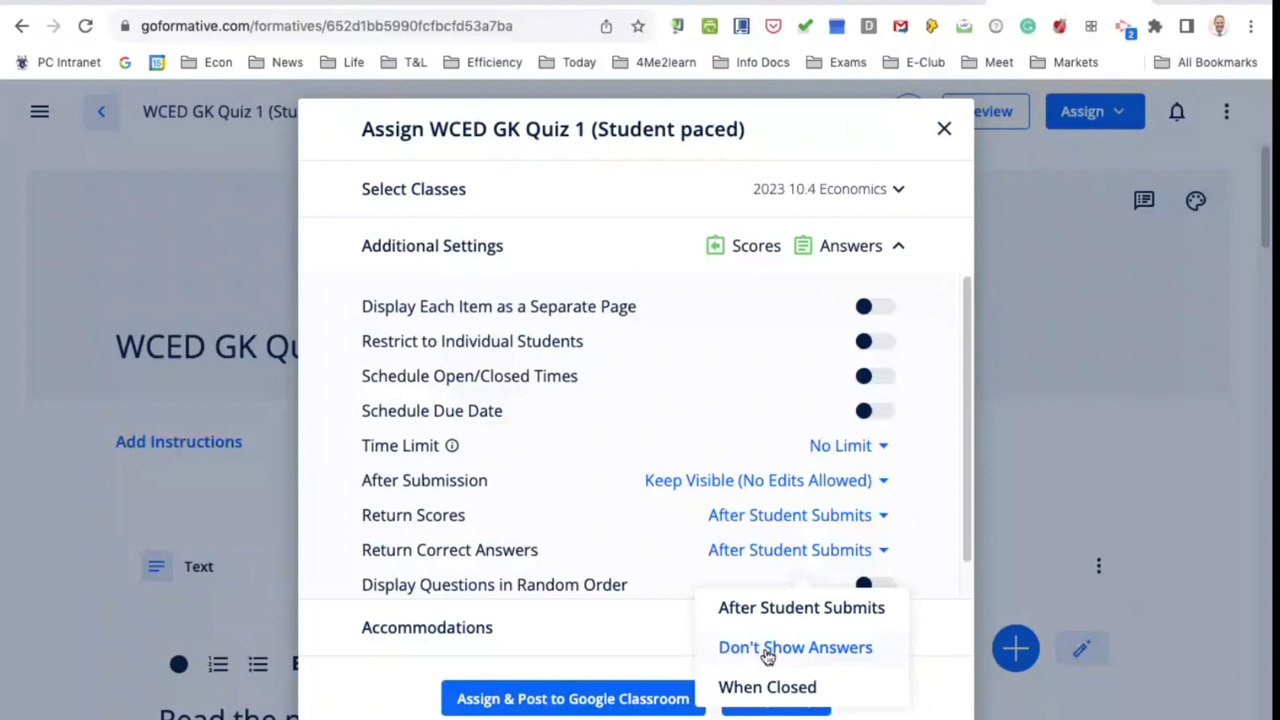 goformative.com/formatives/652d1bb5990fcfbcfd53a7ba
D
2
PC Intranet
G
15
Econ
News
Life
T&L
Efficiency
Today
4Me2learn
Info Docs
Exams
E-Club
Meet
Markets
All Bookmarks
WCED GK Quiz 1 (Stu
Assign WCED GK Quiz 1 (Student paced)
eview
Assign
Select Classes
2023 10.4 Economics
Additional Settings
Scores
Answers
Display Each Item as a Separate Page
Restrict to Individual Students
WCED GK Qu
Schedule Open/Closed Times
Schedule Due Date
Add Instructions
Time Limit
No Limit
After Submission
Keep Visible (No Edits Allowed)
Return Scores
After Student Submits
Return Correct Answers
After Student Submits
Text
Display Questions in Random Order
After Student Submits
Accommodations
Don't Show Answers
When Closed
Assign & Post to Google Classroom